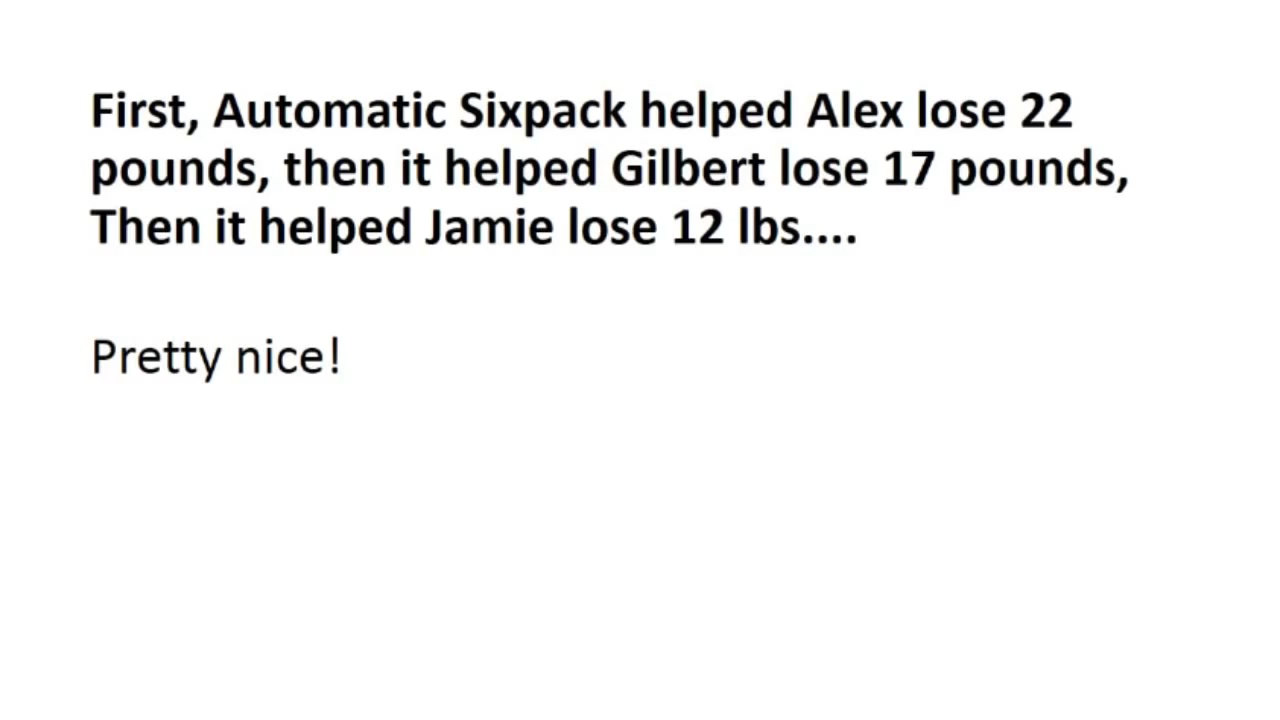 First, Automatic Sixpack helped Alex lose 22
pounds, then it helped Gilbert lose 17 pounds,
Then it helped Jamie lose 12 lbs....
Pretty nice!